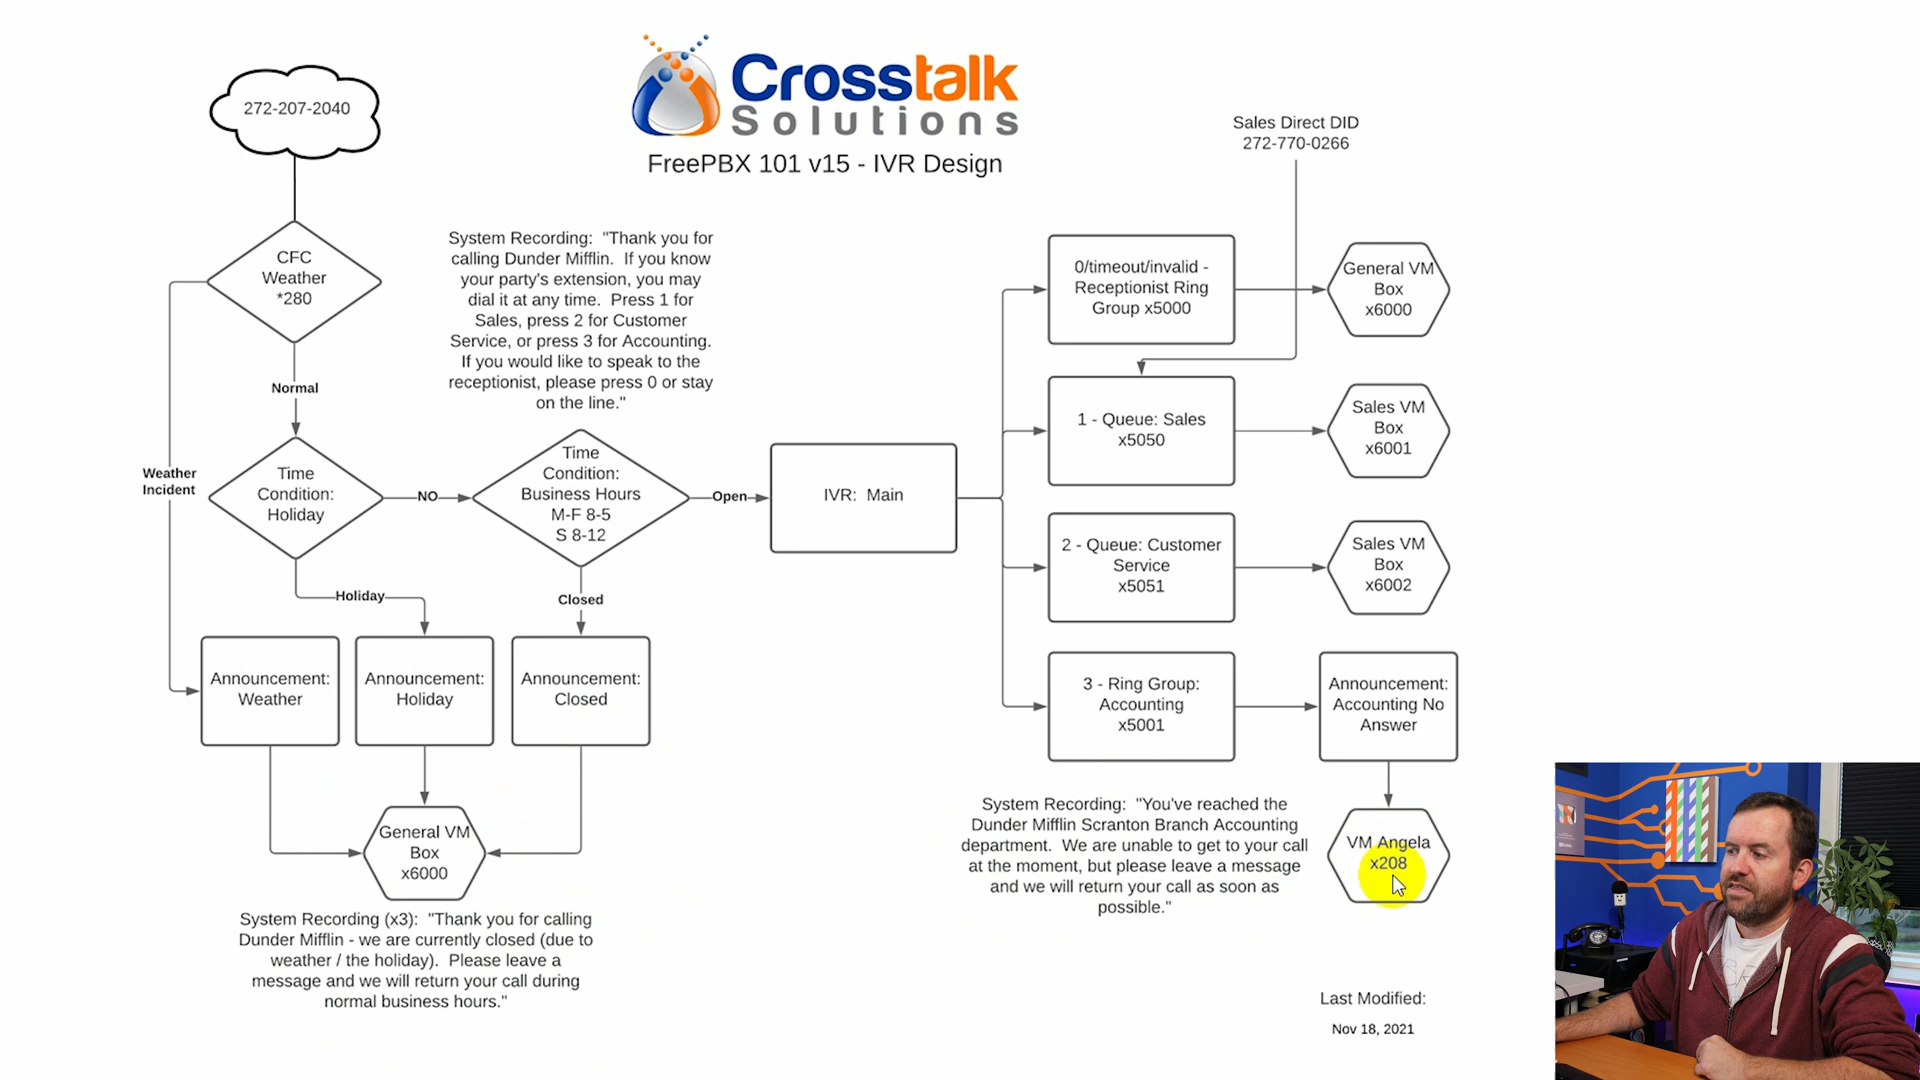 272-207-2040
Crosstalk
Solutions
FreePBX 101 v15 - IVR Design
Sales Direct DID
272-770-0266
CFC
Weather
*280
System Recording:  "Thank you for
calling Dunder Mifflin.  If you know
your party's extension, you may
dial it at any time.  Press 1 for
Sales, press 2 for Customer
Service, or press 3 for Accounting.
If you would like to speak to the
receptionist, please press 0 or stay
on the line."
0/timeout/invalid -
Receptionist Ring
Group x5000
General VM
Box
x6000
Normal
1 - Queue: Sales
x5050
Sales VM
Box
x6001
Weather
Incident
Time
Condition:
Holiday
NO
Time
Condition:
Business Hours
M-F 8-5
S 8-12
Open
IVR:  Main
2 - Queue: Customer
Service
x5051
Sales VM
Box
x6002
Holiday
Closed
Announcement:
Weather
Announcement:
Holiday
Announcement:
Closed
3 - Ring Group:
Accounting
x5001
Announcement:
Accounting No
Answer
General VM
Box
x6000
System Recording:  "You've reached the
Dunder Mifflin Scranton Branch Accounting
department.  We are unable to get to your call
at the moment, but please leave a message
and we will return your call as soon as
possible."
VM Angela
x208
System Recording (x3):  "Thank you for calling
Dunder Mifflin - we are currently closed (due to
weather / the holiday).  Please leave a
message and we will return your call during
normal business hours."
Last Modified:
Nov 18, 2021